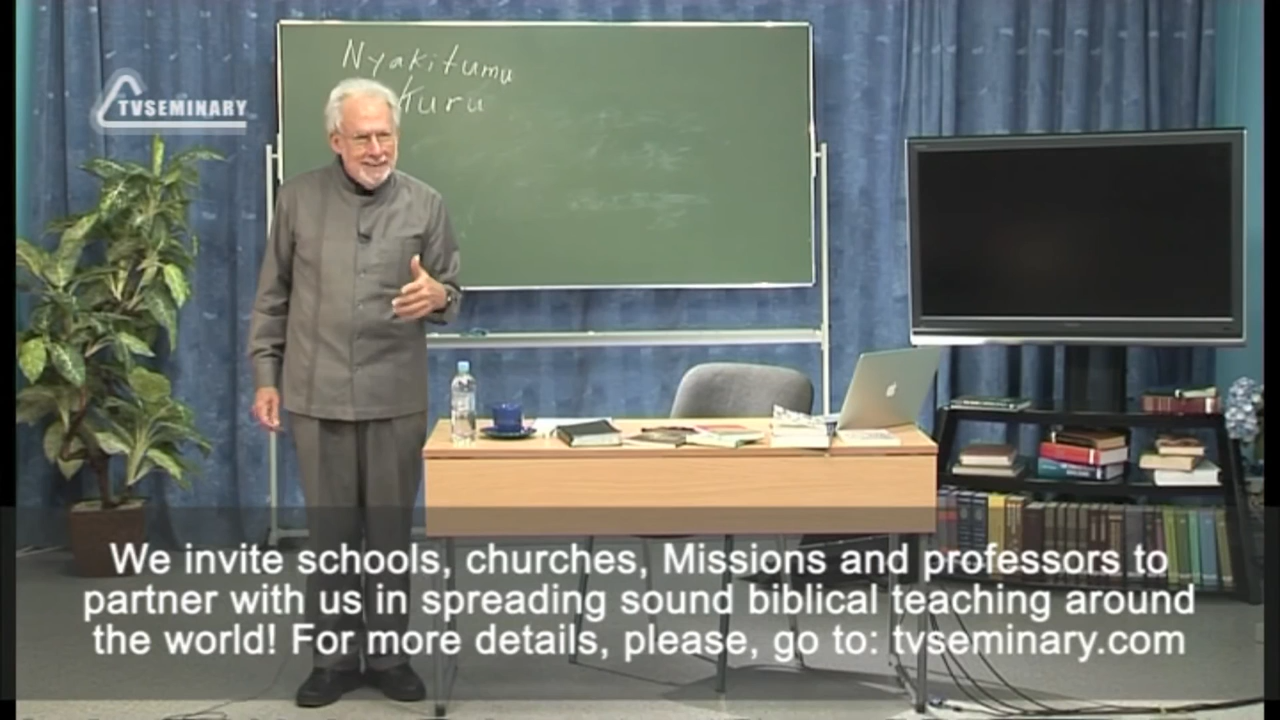 Nyakitumu
Kuru
TVSEMINARY
We invite schools, churches, Missions and professors to
partner with us in spreading sound biblical teaching around
the world! For more details, please, go to: tvseminary.com